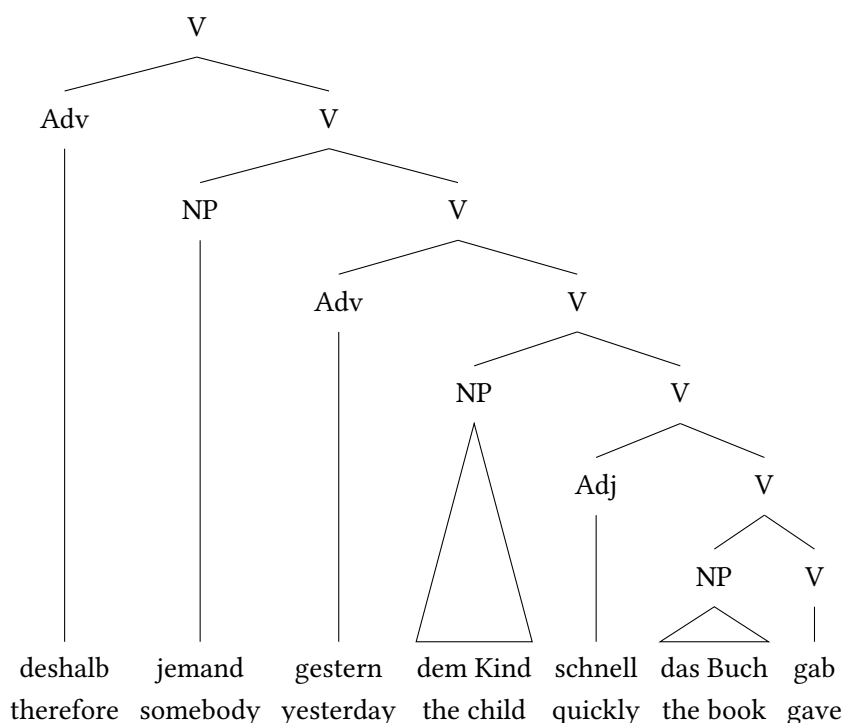 V
Adv V
NP V
Adv V
NP V
Adj V
NP V
deshalb jemand gestern dem Kind schnell das Buch gab
therefore somebody yesterday the child quickly the book gave